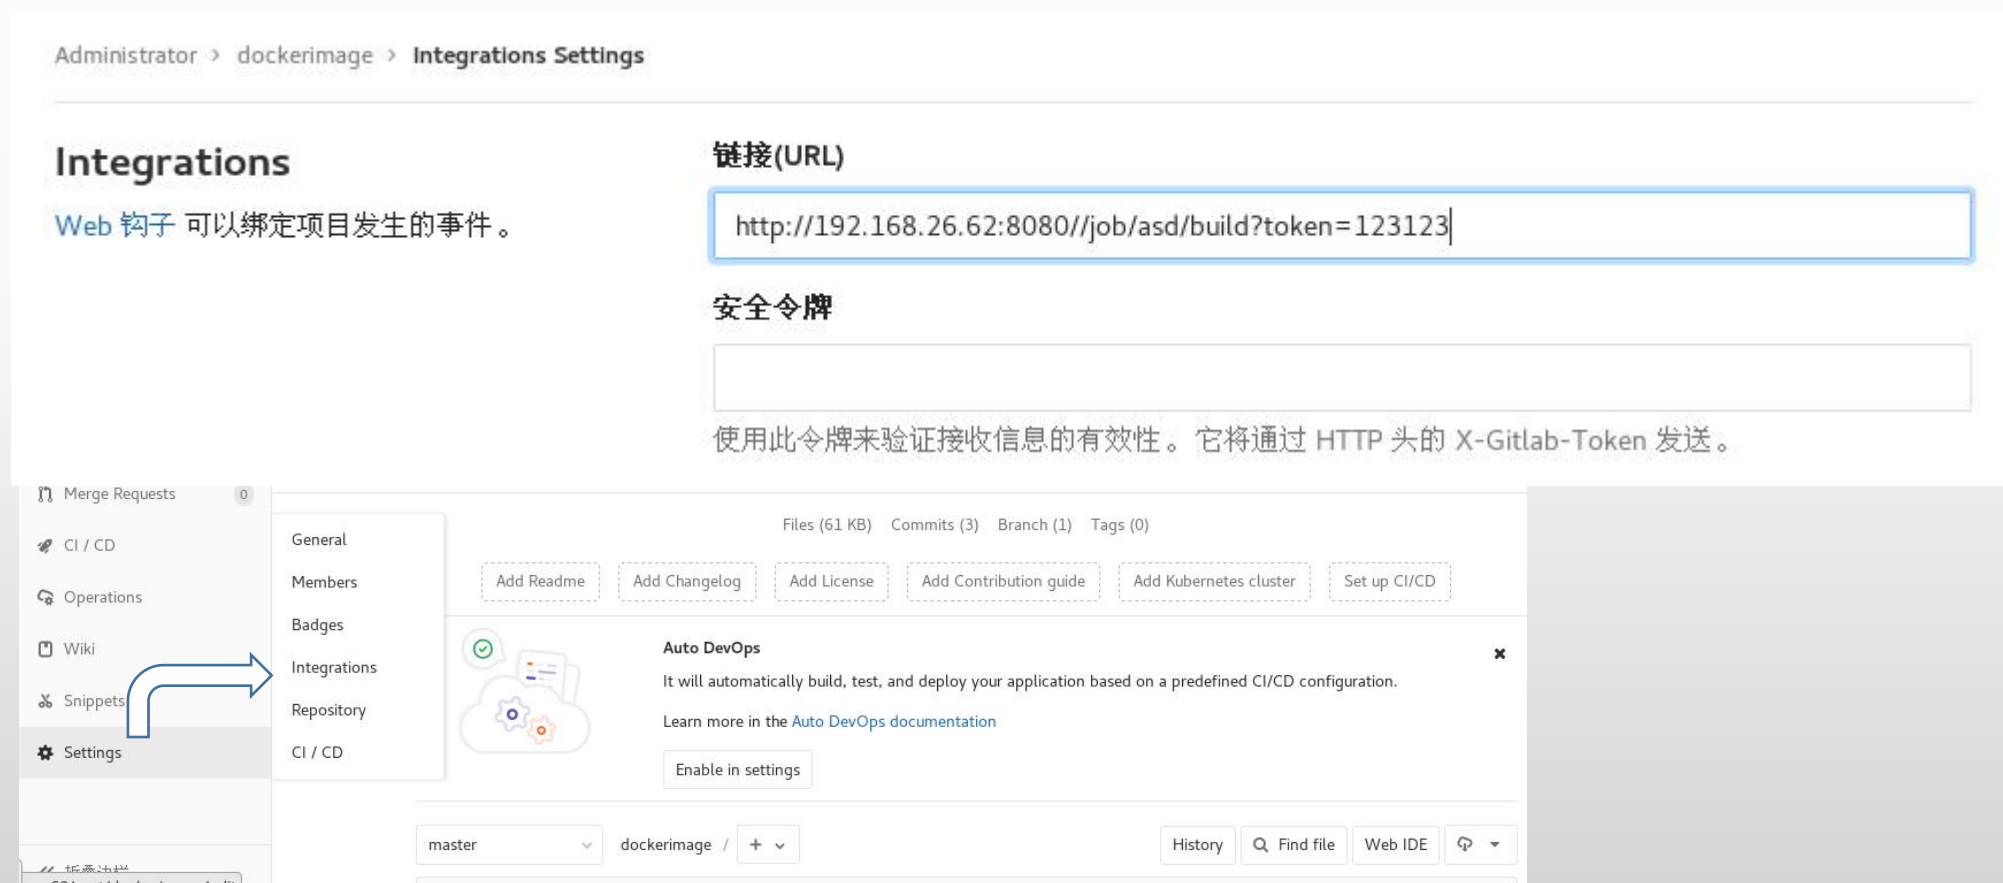 Administrator > dockerimage > Integrations Settings
Integrations
Web 钩子 可以绑定项目发生的事件。
链接(URL)
http://192.168.26.62:8080//job/asd/build?token=123123
安全令牌
使用此令牌来验证接收信息的有效性。它将通过 HTTP 头的 X-Gitlab-Token 发送。
Merge Requests 0
CI / CD
Operations
Wiki
Snippets
Settings
折叠边栏
General
Members
Badges
Integrations
Repository
CI / CD
Files (61 KB) Commits (3) Branch (1) Tags (0)
Add Readme Add Changelog Add License Add Contribution guide Add Kubernetes cluster Set up CI/CD
Auto DevOps
It will automatically build, test, and deploy your application based on a predefined CI/CD configuration.
Learn more in the Auto DevOps documentation
Enable in settings
master dockerimage / + History Find file Web IDE